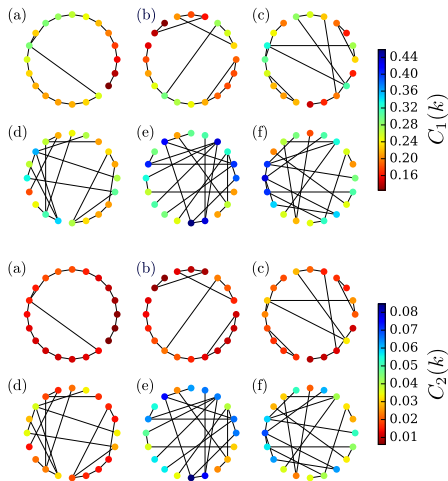 (a) (b) (c)
0.44
0.40
0.36
0.32
0.28
0.24
0.20
0.16
C₁(k)
(d) (e) (f)
(a) (b) (c)
0.08
0.07
0.06
0.05
0.04
0.03
0.02
0.01
C₂(k)
(d) (e) (f)